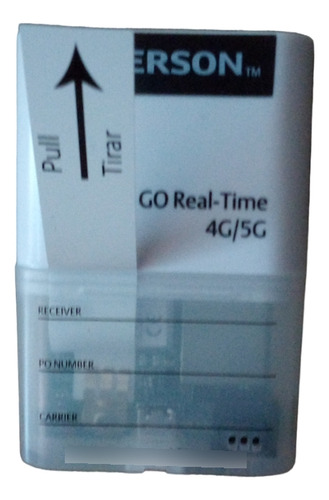 ERSON™
Pull
Tirar
GO Real-Time
4G/5G
RECEIVER
PO NUMBER
CARRIER